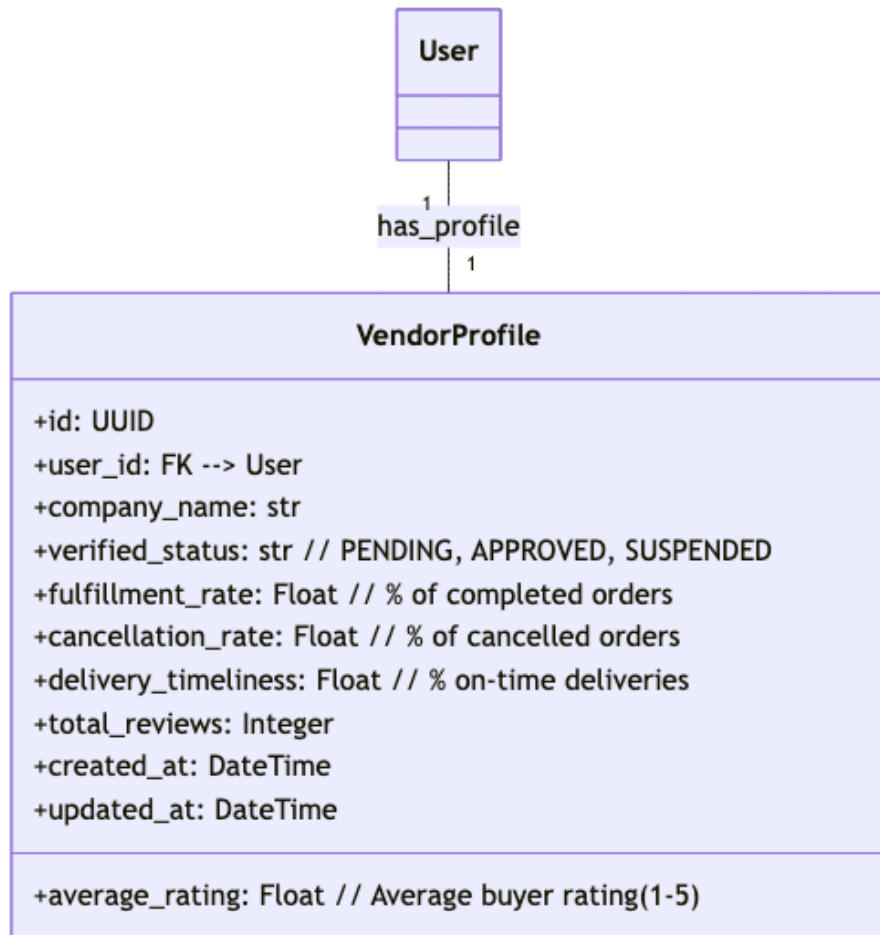 User
1
has_profile
1
VendorProfile
+id: UUID
+user_id: FK --> User
+company_name: str
+verified_status: str // PENDING, APPROVED, SUSPENDED
+fulfillment_rate: Float // % of completed orders
+cancellation_rate: Float // % of cancelled orders
+delivery_timeliness: Float // % on-time deliveries
+total_reviews: Integer
+created_at: DateTime
+updated_at: DateTime
+average_rating: Float // Average buyer rating(1-5)